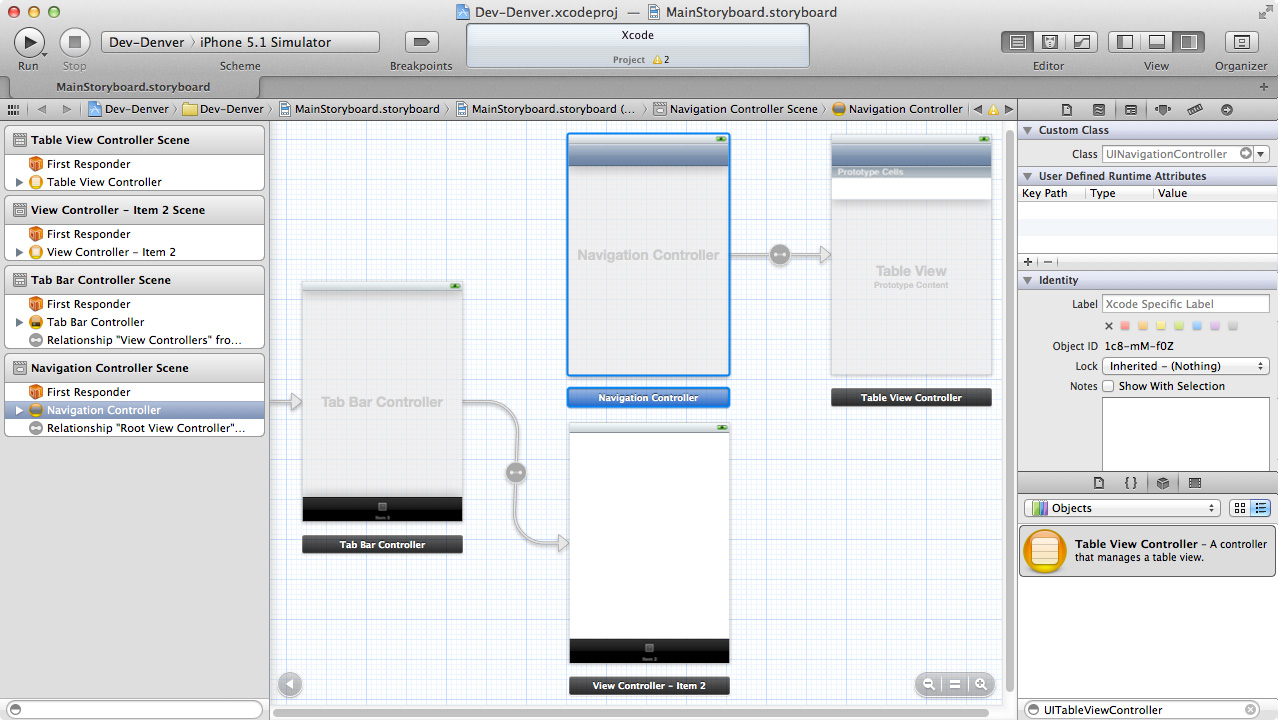 Dev-Denver.xcodeproj — MainStoryboard.storyboard
Run
Stop
Dev-Denver
iPhone 5.1 Simulator
Scheme
Breakpoints
Xcode
Project
2
Editor
View
Organizer
MainStoryboard.storyboard
Dev-Denver
Dev-Denver
MainStoryboard.storyboard
MainStoryboard.storyboard (...
Navigation Controller Scene
Navigation Controller
Table View Controller Scene
First Responder
Table View Controller
View Controller – Item 2 Scene
First Responder
View Controller – Item 2
Tab Bar Controller Scene
First Responder
Tab Bar Controller
Relationship "View Controllers" fro...
Navigation Controller Scene
First Responder
Navigation Controller
Relationship "Root View Controller"...
Tab Bar Controller
Item 2
Tab Bar Controller
Navigation Controller
Navigation Controller
Prototype Cells
Table View
Prototype Content
Table View Controller
Item 2
View Controller – Item 2
Custom Class
Class
UINavigationController
User Defined Runtime Attributes
Key Path
Type
Value
Identity
Label
Xcode Specific Label
Object ID
1c8-mM-f0Z
Lock
Inherited – (Nothing)
Notes
Show With Selection
Objects
Table View Controller – A controller
that manages a table view.
UITableViewController